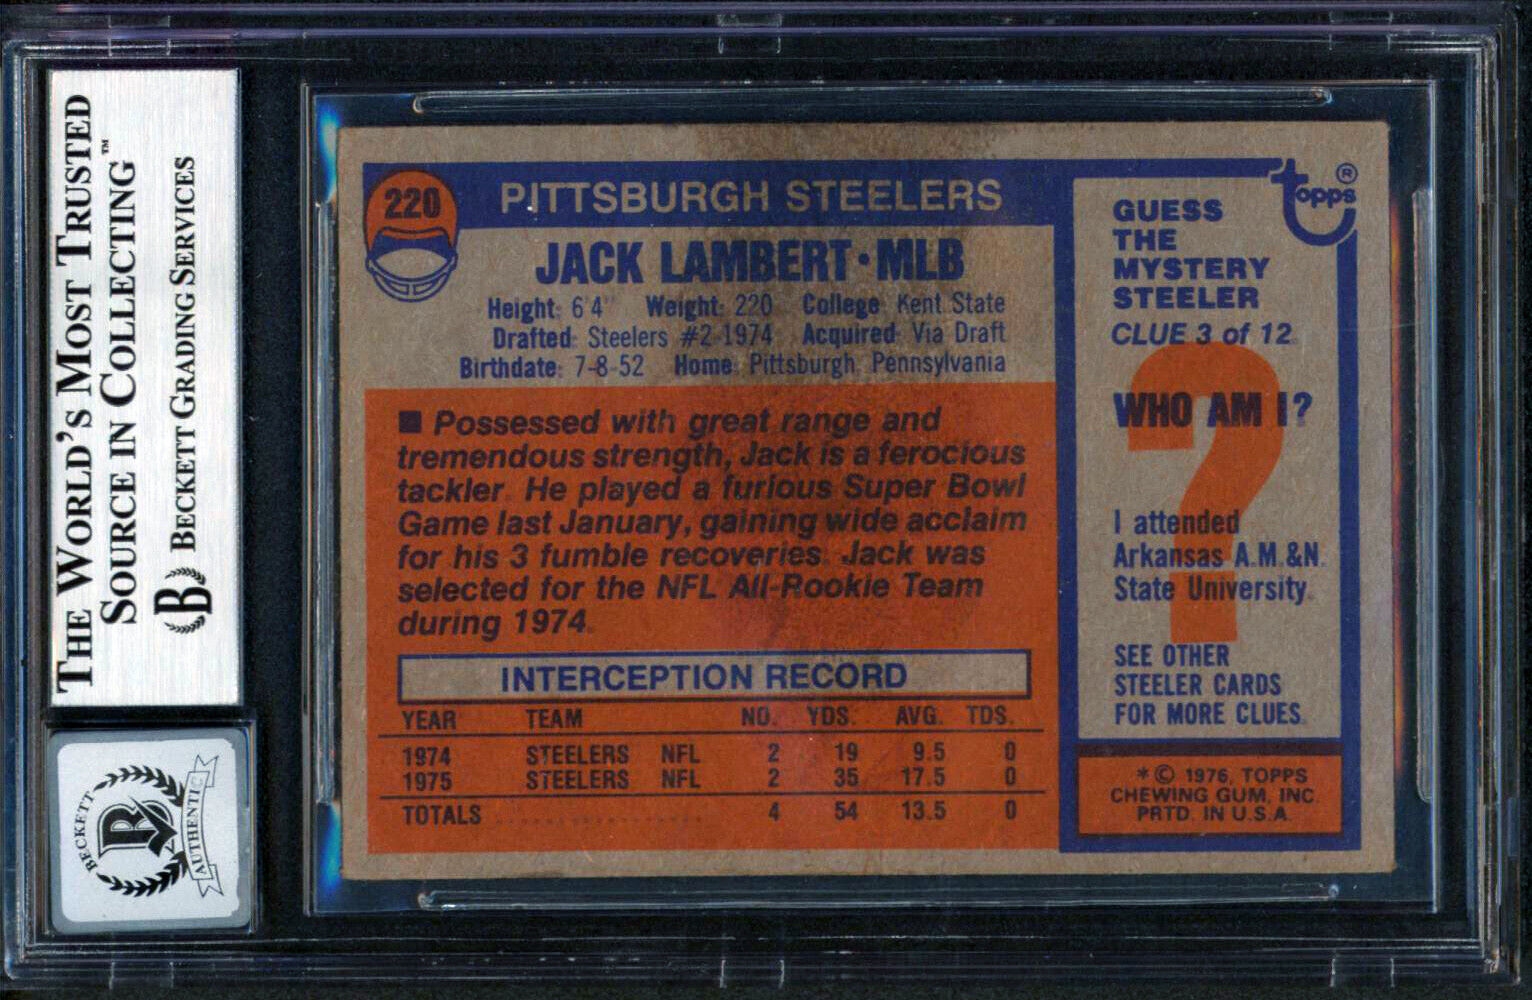 THE WORLD'S MOST TRUSTED
SOURCE IN COLLECTING™
BECKETT GRADING SERVICES
B
BECKETT
B
AUTHENTIC
220
PITTSBURGH STEELERS
JACK LAMBERT·MLB
Height: 6'4" Weight: 220 College: Kent State
Drafted: Steelers #2-1974 Acquired: Via Draft
Birthdate: 7-8-52 Home: Pittsburgh, Pennsylvania
■ Possessed with great range and
tremendous strength, Jack is a ferocious
tackler. He played a furious Super Bowl
Game last January, gaining wide acclaim
for his 3 fumble recoveries. Jack was
selected for the NFL All-Rookie Team
during 1974.
INTERCEPTION RECORD
YEAR TEAM NO. YDS. AVG. TDS.
1974 STEELERS NFL 2 19 9.5 0
1975 STEELERS NFL 2 35 17.5 0
TOTALS 4 54 13.5 0
topps ®
GUESS
THE
MYSTERY
STEELER
CLUE 3 of 12.
WHO AM I?
?
I attended
Arkansas A.M.&N.
State University.
SEE OTHER
STEELER CARDS
FOR MORE CLUES.
* © 1976, TOPPS
CHEWING GUM, INC.
PRTD. IN U.S.A.